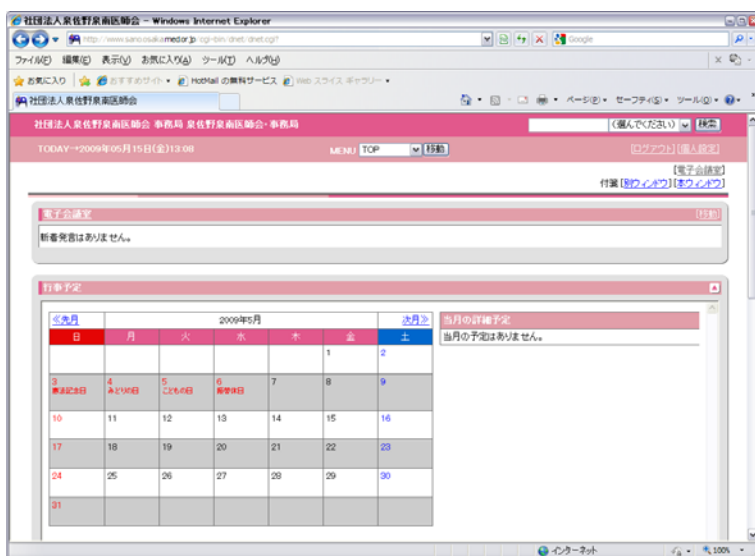 社団法人泉佐野泉南医師会 - Windows Internet Explorer
ファイル(F) 編集(E) 表示(V) お気に入り(A) ツール(T) ヘルプ(H)
お気に入り おすすめサイト HotMail の無料サービス Web スライス ギャラリー
社団法人泉佐野泉南医師会
ページ(P) セーフティ(S) ツール(O)
社団法人泉佐野泉南医師会 事務局 泉佐野泉南医師会・事務局
(選んでください) 検索
TODAY→2009年05月15日(金)13:08 MENU TOP 移動 [ログアウト] [個人設定]
[電子会議室]
付箋 [別ウィンドウ] [本ウィンドウ]
電子会議室 [移動]
新着発言はありません。
行事予定
≪先月 2009年5月 次月≫
日 月 火 水 木 金 土
1 2
3 4 5 6 7 8 9
憲法記念日 みどりの日 こどもの日 振替休日
10 11 12 13 14 15 16
17 18 19 20 21 22 23
24 25 26 27 28 29 30
31
当月の詳細予定
当月の予定はありません。
インターネット 100%